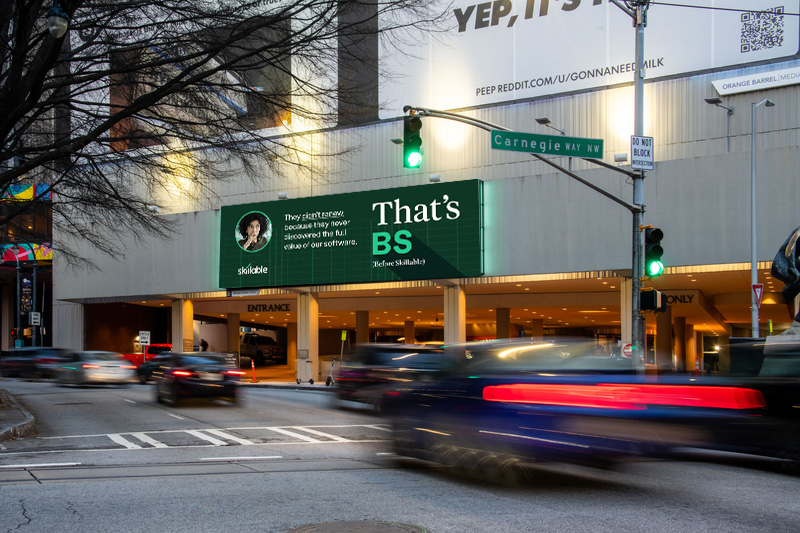 YEP, IT'S
PEEP REDDIT.COM/U/GONNANEEDMILK
ORANGE BARREL MEDIA
Carnegie WAY NW
DO NOT
BLOCK
INTERSECTION
They didn't renew
because they never
discovered the full
value of our software.
skillable
That's
BS
(Before Skillable)
ENTRANCE
ONLY